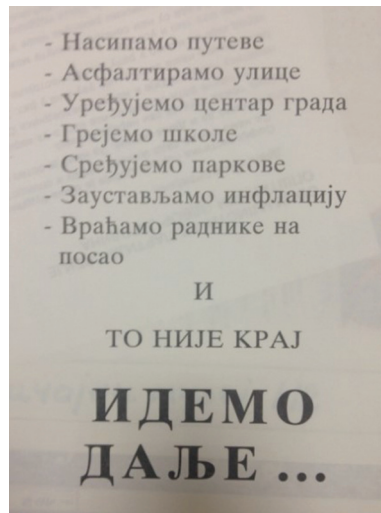 - Насипамо путеве
- Асфалтирамо улице
- Уређујемо центар града
- Грејемо школе
- Сређујемо паркове
- Заустављамо инфлацију
- Враћамо раднике на
посао
И
ТО НИЈЕ КРАЈ
ИДЕМО
ДАЉЕ ...